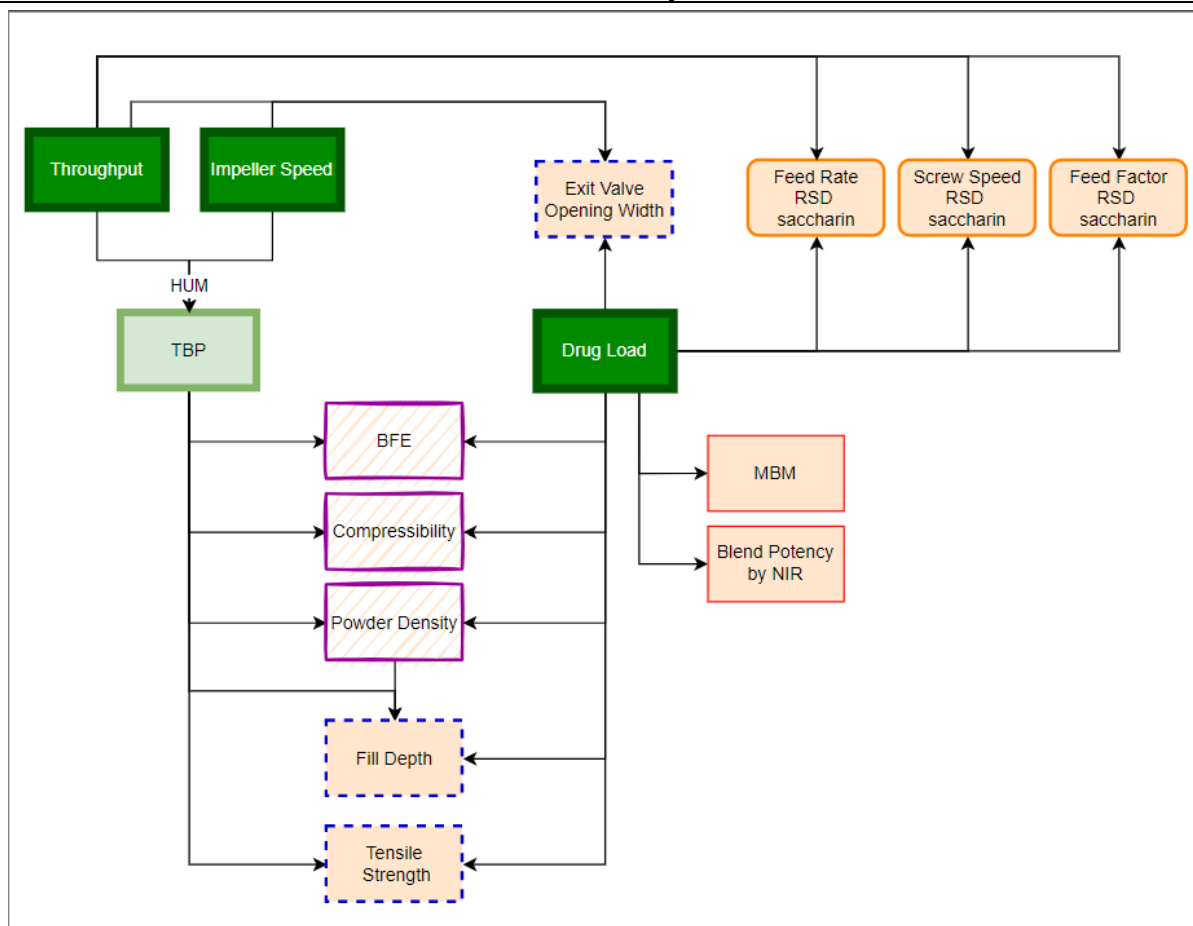 Throughput
Impeller Speed
Exit Valve
Opening Width
Feed Rate
RSD
saccharin
Screw Speed
RSD
saccharin
Feed Factor
RSD
saccharin
HUM
TBP
Drug Load
BFE
MBM
Compressibility
Blend Potency
by NIR
Powder Density
Fill Depth
Tensile
Strength